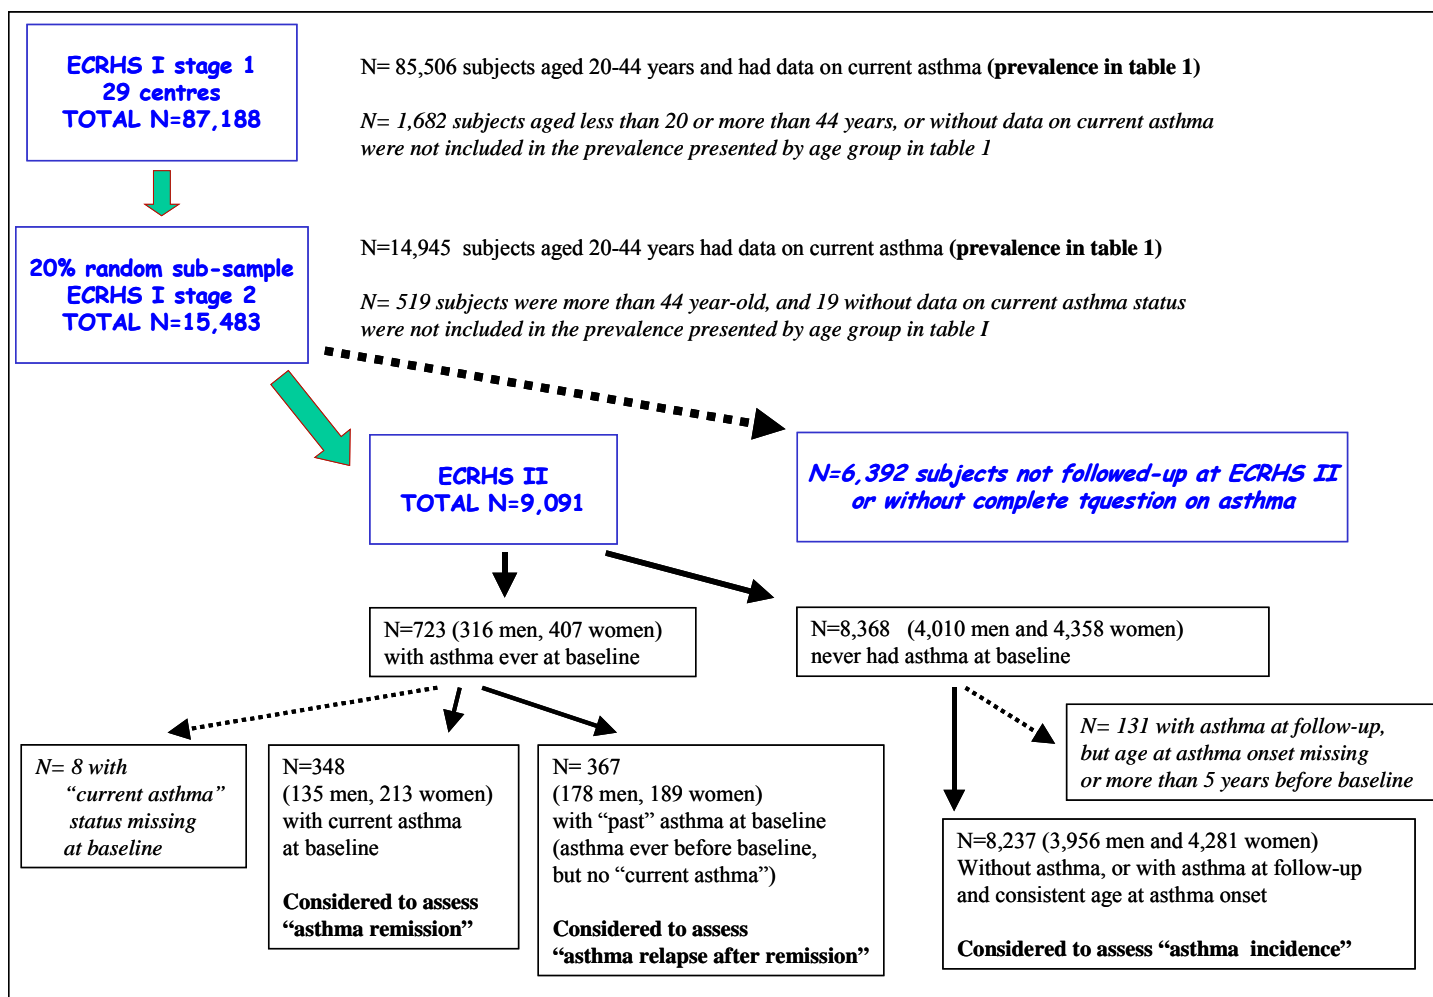 ECRHS I stage 1
29 centres
TOTAL N=87,188
N= 85,506 subjects aged 20-44 years and had data on current asthma (prevalence in table 1)
N= 1,682 subjects aged less than 20 or more than 44 years, or without data on current asthma
were not included in the prevalence presented by age group in table 1
20% random sub-sample
ECRHS I stage 2
TOTAL N=15,483
N=14,945 subjects aged 20-44 years had data on current asthma (prevalence in table 1)
N= 519 subjects were more than 44 year-old, and 19 without data on current asthma status
were not included in the prevalence presented by age group in table I
ECRHS II
TOTAL N=9,091
N=6,392 subjects not followed-up at ECRHS II
or without complete tquestion on asthma
N=723 (316 men, 407 women)
with asthma ever at baseline
N=8,368 (4,010 men and 4,358 women)
never had asthma at baseline
N= 8 with
"current asthma"
status missing
at baseline
N=348
(135 men, 213 women)
with current asthma
at baseline
Considered to assess
"asthma remission"
N= 367
(178 men, 189 women)
with "past" asthma at baseline
(asthma ever before baseline,
but no "current asthma")
Considered to assess
"asthma relapse after remission"
N= 131 with asthma at follow-up,
but age at asthma onset missing
or more than 5 years before baseline
N=8,237 (3,956 men and 4,281 women)
Without asthma, or with asthma at follow-up
and consistent age at asthma onset
Considered to assess "asthma incidence"